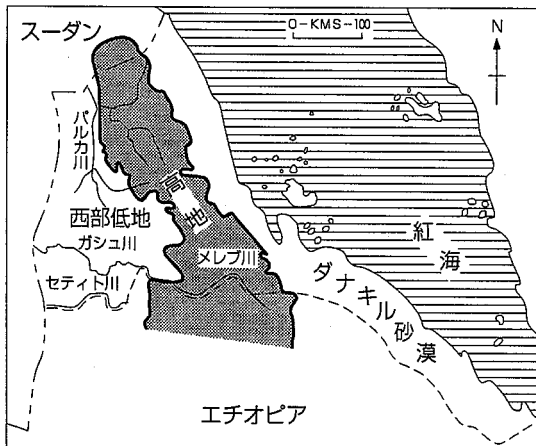 スーダン
0-KMS-100
N
バルカ川
高地
西部低地
ガシュ川
メレブ川
セティト川
紅海
ダナキル砂漠
エチオピア